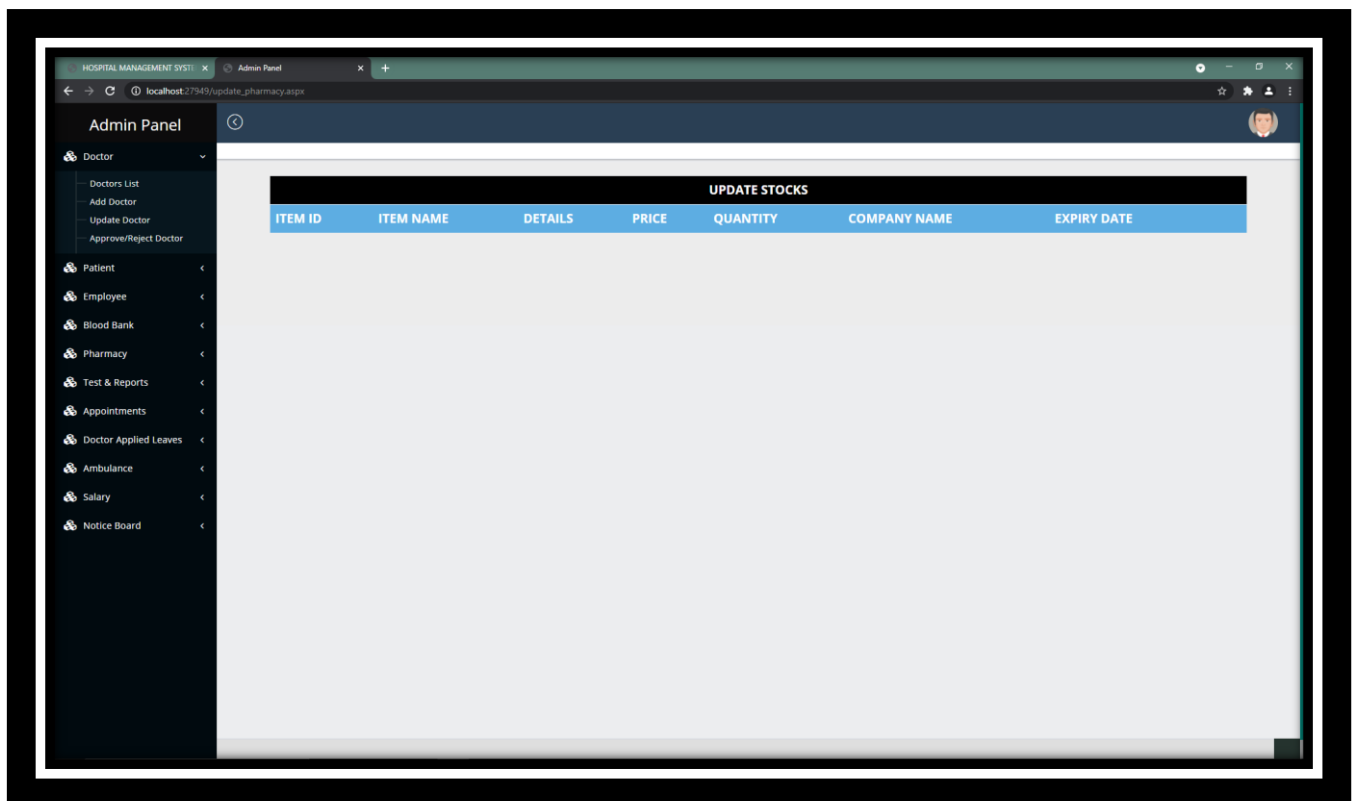 HOSPITAL MANAGEMENT SYSTE
Admin Panel
localhost:27949/update_pharmacy.aspx
Admin Panel
Doctor
Doctors List
Add Doctor
Update Doctor
Approve/Reject Doctor
Patient
Employee
Blood Bank
Pharmacy
Test & Reports
Appointments
Doctor Applied Leaves
Ambulance
Salary
Notice Board
UPDATE STOCKS
ITEM ID ITEM NAME DETAILS PRICE QUANTITY COMPANY NAME EXPIRY DATE